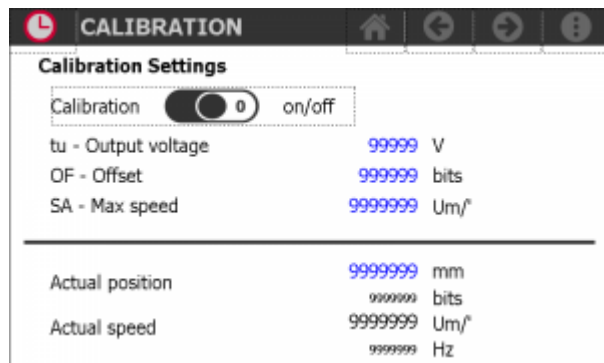 CALIBRATION
Calibration Settings
Calibration 0 on/off
tu - Output voltage 99999 V
OF - Offset 999999 bits
SA - Max speed 9999999 Um/"
Actual position 9999999 mm
9999999 bits
Actual speed 9999999 Um/"
9999999 Hz